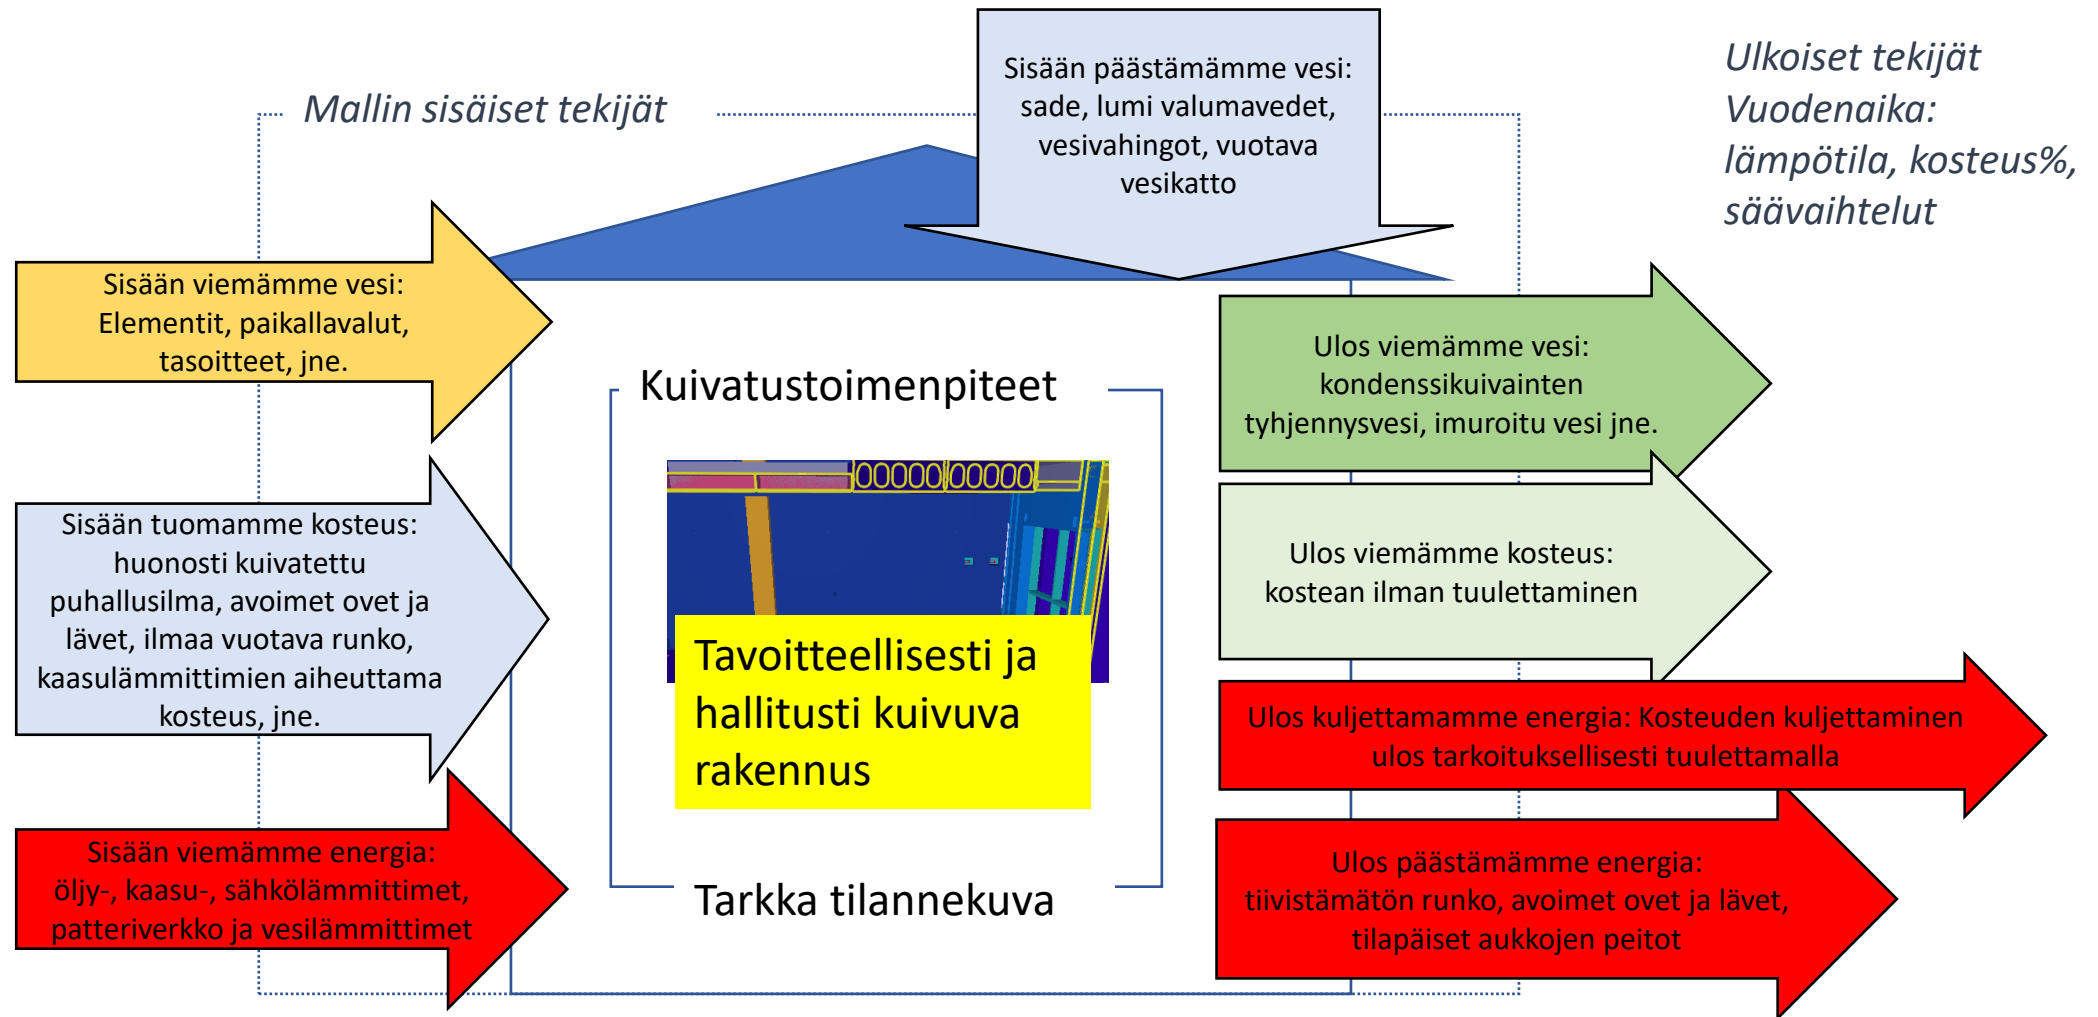 Mallin sisäiset tekijät
Sisään päästämämme vesi:
sade, lumi valumavedet,
vesivahingot, vuotava
vesikatto
Ulkoiset tekijät
Vuodenaika:
lämpötila, kosteus%,
säävaihtelut
Sisään viemämme vesi:
Elementit, paikallavalut,
tasoitteet, jne.
Sisään tuomamme kosteus:
huonosti kuivatettu
puhallusilma, avoimet ovet ja
lävet, ilmaa vuotava runko,
kaasulämmittimien aiheuttama
kosteus, jne.
Sisään viemämme energia:
öljy-, kaasu-, sähkölämmittimet,
patteriverkko ja vesilämmittimet
Kuivatustoimenpiteet
Tavoitteellisesti ja
hallitusti kuivuva
rakennus
Tarkka tilannekuva
Ulos viemämme vesi:
kondenssikuivainten
tyhjennysvesi, imuroitu vesi jne.
Ulos viemämme kosteus:
kostean ilman tuulettaminen
Ulos kuljettamamme energia: Kosteuden kuljettaminen
ulos tarkoituksellisesti tuulettamalla
Ulos päästämämme energia:
tiivistämätön runko, avoimet ovet ja lävet,
tilapäiset aukkojen peitot